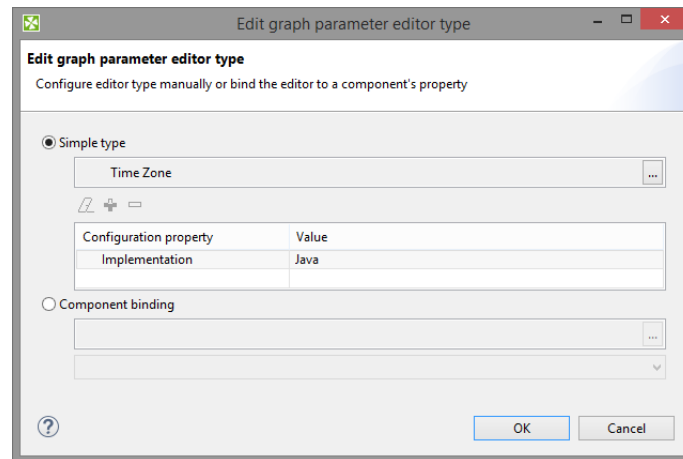 Edit graph parameter editor type
Edit graph parameter editor type
Configure editor type manually or bind the editor to a component's property
Simple type
Time Zone
...
Configuration property Value
Implementation Java
Component binding
...
?
OK Cancel